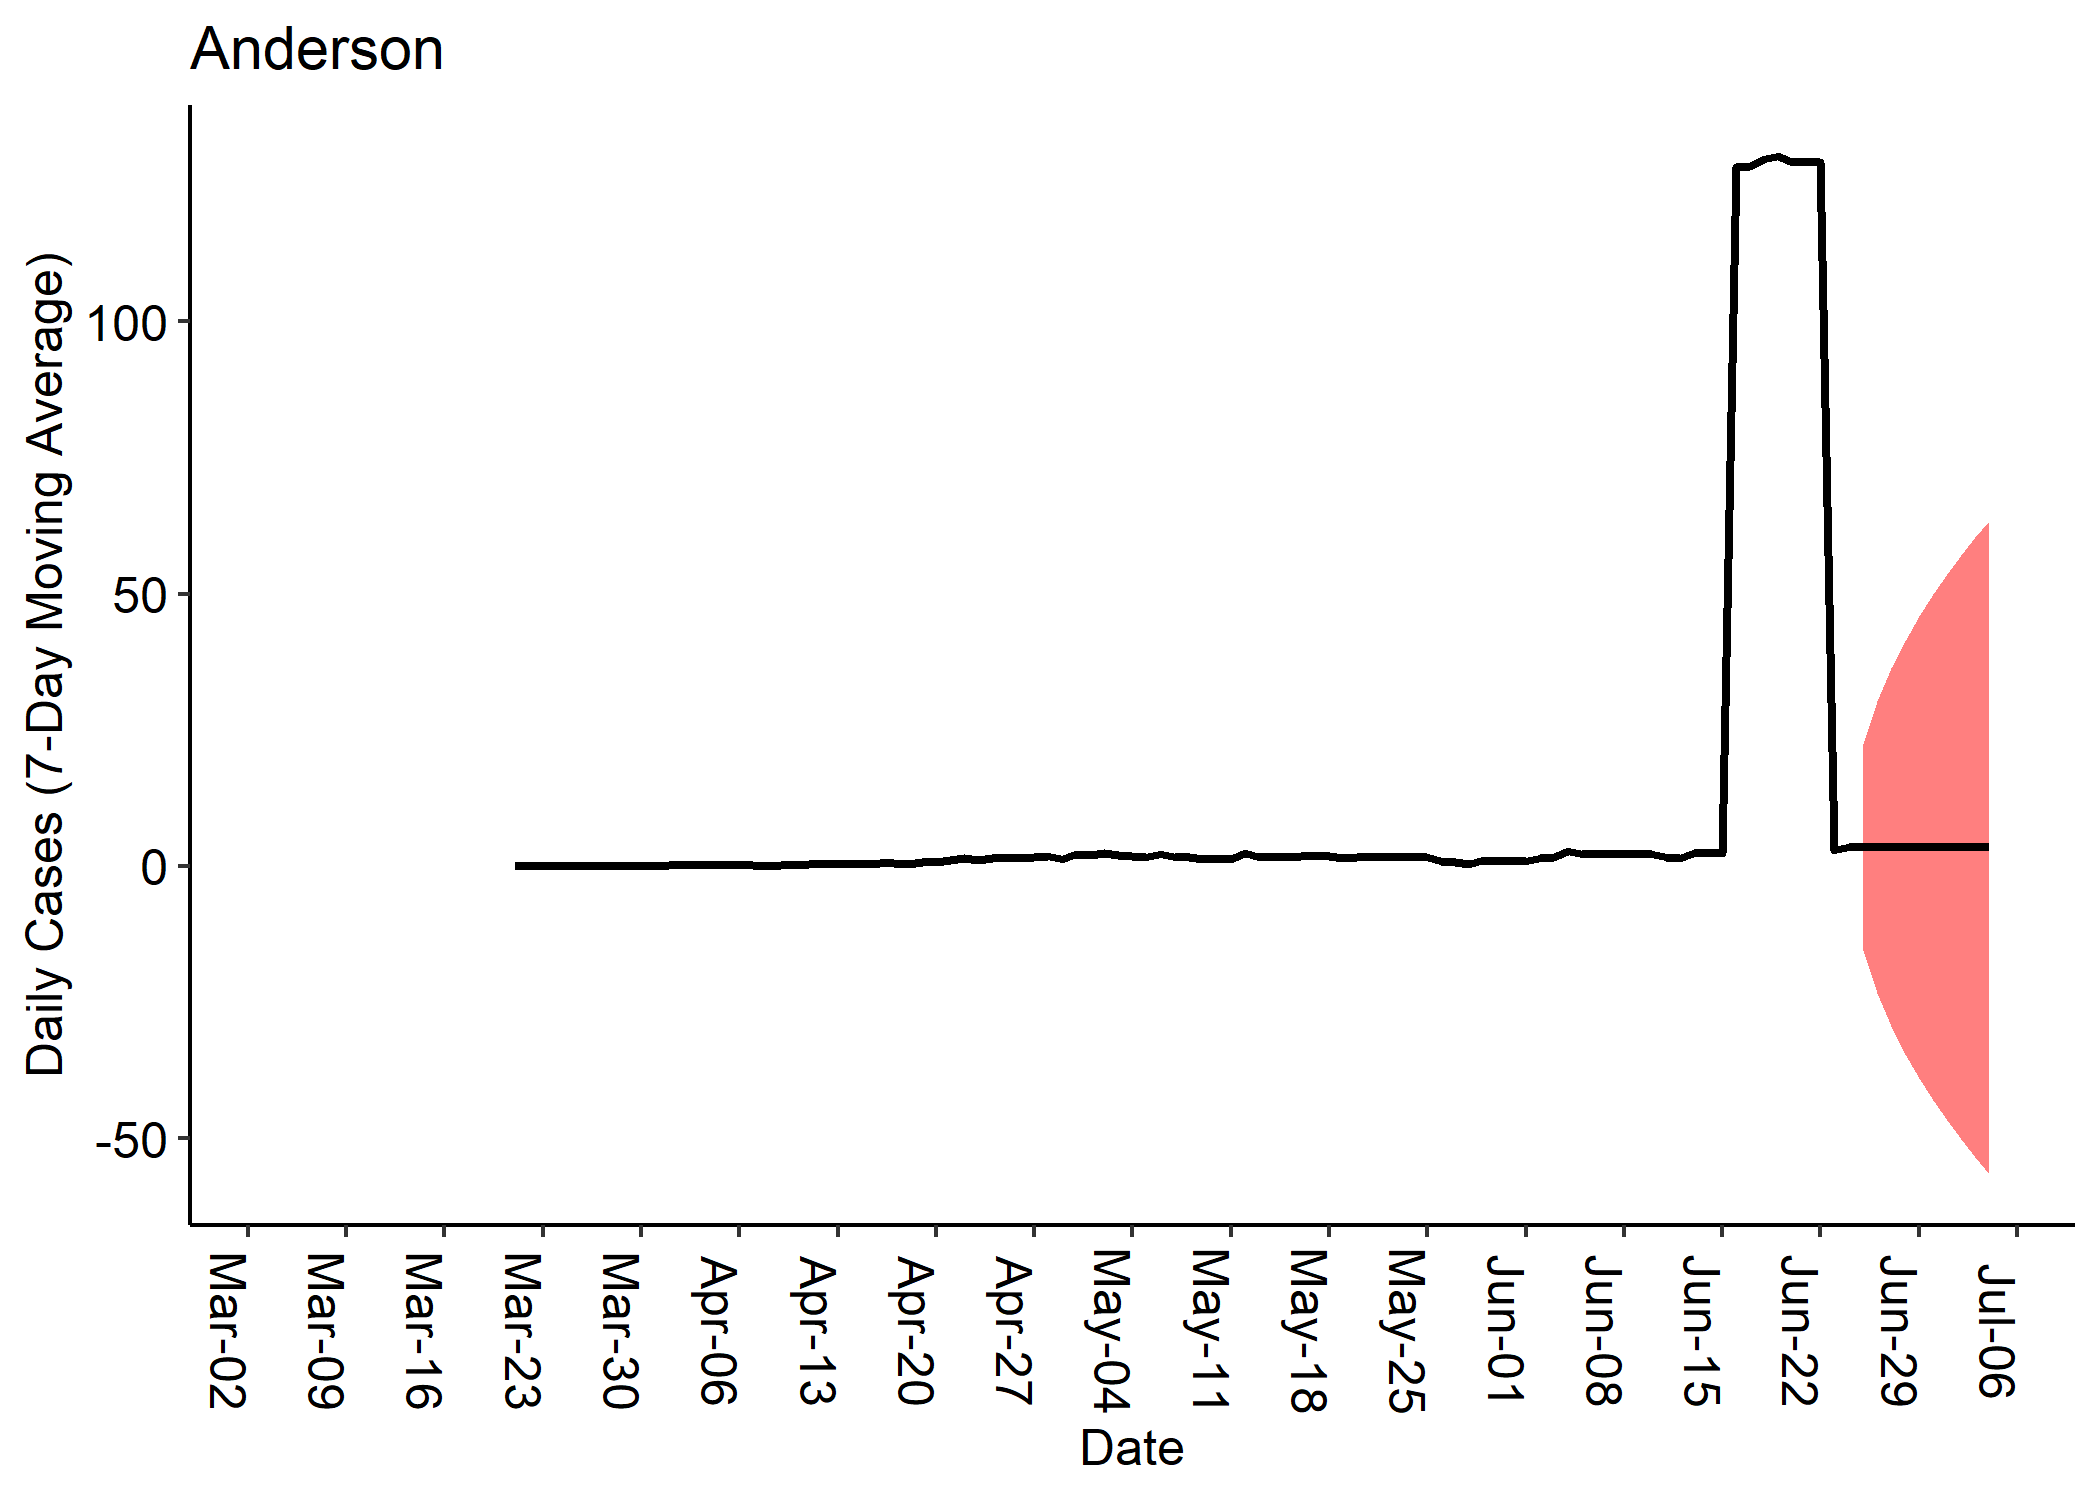 Anderson
Daily Cases (7-Day Moving Average)
100
50
0
-50
Mar-02
Mar-09
Mar-16
Mar-23
Mar-30
Apr-06
Apr-13
Apr-20
Apr-27
May-04
May-11
May-18
May-25
Jun-01
Jun-08
Jun-15
Jun-22
Jun-29
Jul-06
Date